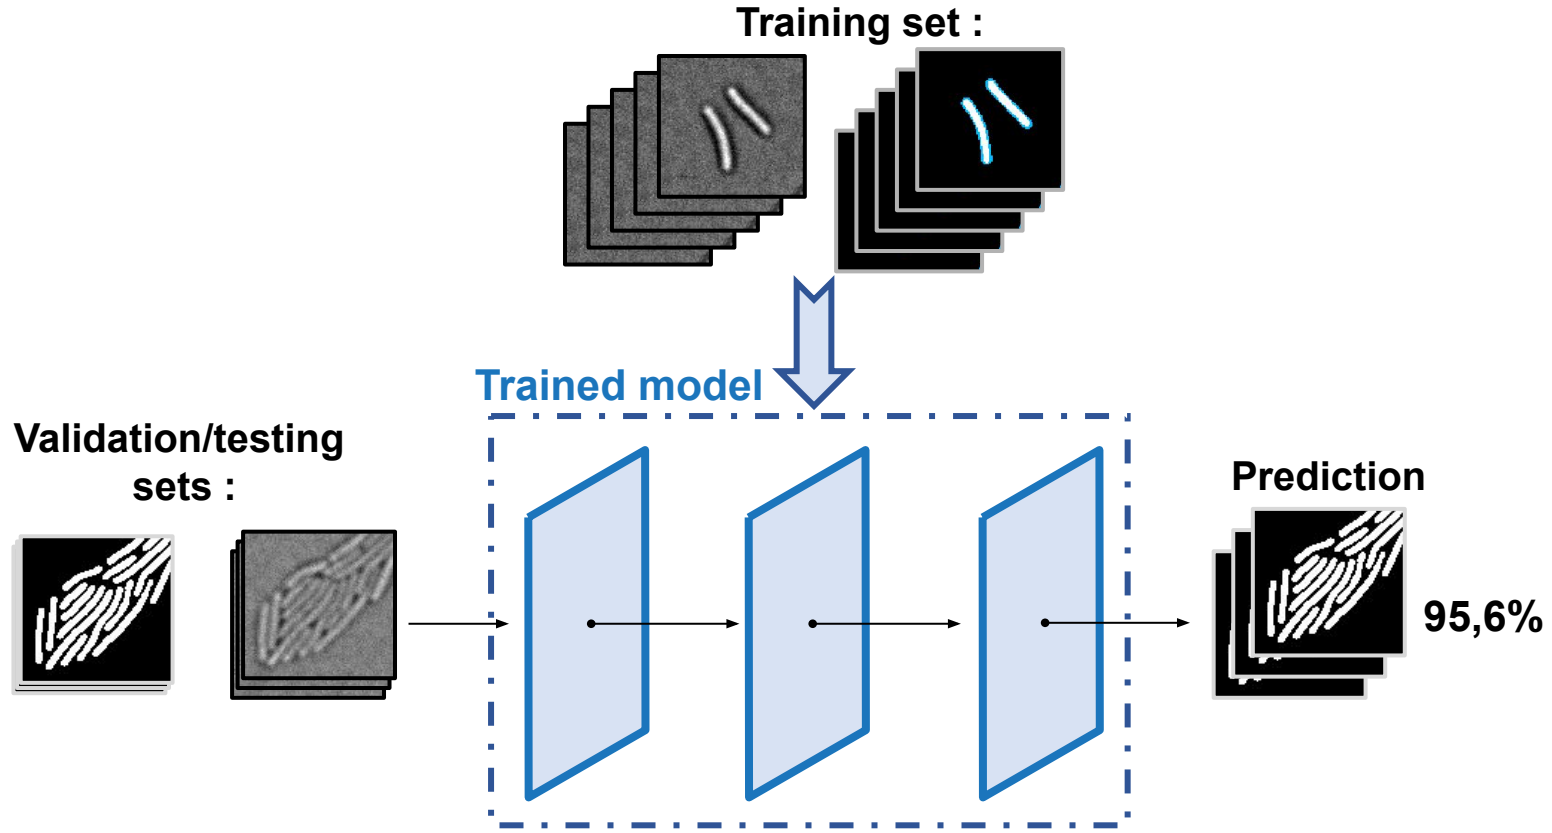 Training set :
Trained model
Validation/testing
sets :
Prediction
95,6%